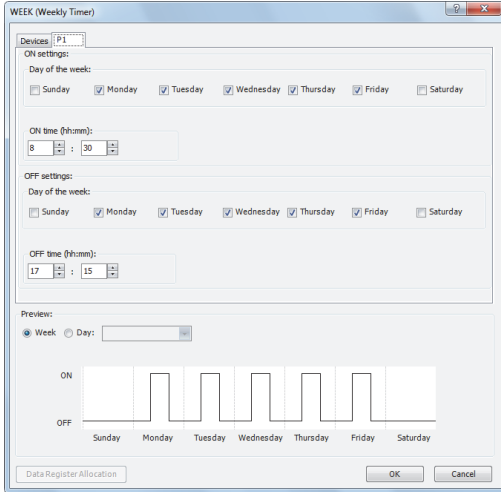 WEEK (Weekly Timer)
Devices P1
ON settings:
Day of the week:
Sunday Monday Tuesday Wednesday Thursday Friday Saturday
ON time (hh:mm):
8 : 30
OFF settings:
Day of the week:
Sunday Monday Tuesday Wednesday Thursday Friday Saturday
OFF time (hh:mm):
17 : 15
Preview:
Week Day:
ON
OFF
Sunday Monday Tuesday Wednesday Thursday Friday Saturday
Data Register Allocation OK Cancel